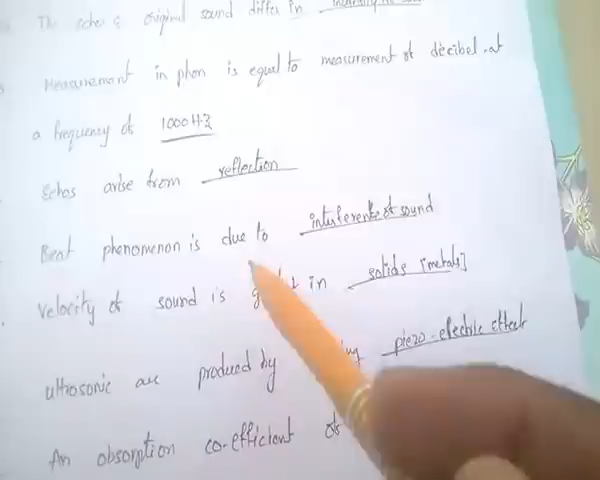 The echo & original sound differ in
Measurement in phon is equal to measurement of decibel at
a frequency of 1000HZ
Echos arise from reflection
Beat phenomenon is due to interference of sound
Velocity of sound is in solids [metals]
ultrosonic are produced by piezo-electric effect
An absorption co-efficient of